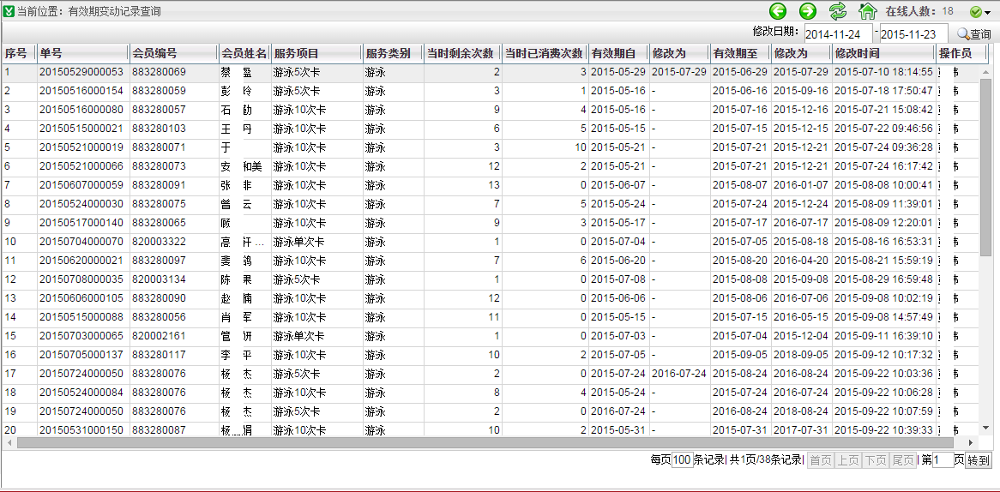 当前位置：有效期变动记录查询 在线人数：18
修改日期：2014-11-24 - 2015-11-23 查询
序号 单号 会员编号 会员姓名 服务项目 服务类别 当时剩余次数 当时已消费次数 有效期自 修改为 有效期至 修改为 修改时间 操作员
1 20150529000053 883280069 蔡 盈 游泳5次卡 游泳 2 3 2015-05-29 2015-07-29 2015-06-29 2015-07-29 2015-07-10 18:14:55
2 20150516000154 883280059 彭 玲 游泳5次卡 游泳 3 1 2015-05-16 - 2015-06-16 2015-09-16 2015-07-18 17:50:47
3 20150516000080 883280057 石 游泳10次卡 游泳 9 4 2015-05-16 - 2015-07-16 2015-12-16 2015-07-21 15:08:42
4 20150515000021 883280103 王 丹 游泳10次卡 游泳 6 5 2015-05-15 - 2015-07-15 2015-12-15 2015-07-22 09:46:56
5 20150521000019 883280071 于 游泳10次卡 游泳 3 10 2015-05-21 - 2015-07-21 2015-12-21 2015-07-24 09:36:28
6 20150521000066 883280073 安 和美 游泳10次卡 游泳 12 2 2015-05-21 - 2015-07-21 2015-12-21 2015-07-24 16:17:42
7 20150607000059 883280091 张 非 游泳10次卡 游泳 13 0 2015-06-07 - 2015-08-07 2016-01-07 2015-08-08 10:00:41
8 20150524000030 883280075 曾 云 游泳10次卡 游泳 7 5 2015-05-24 - 2015-07-24 2015-12-24 2015-08-09 11:39:01
9 20150517000140 883280065 顾 游泳10次卡 游泳 9 3 2015-05-17 - 2015-07-17 2016-07-17 2015-08-09 12:20:01
10 20150704000070 820003322 高 轩 ... 游泳单次卡 游泳 1 0 2015-07-04 - 2015-07-05 2015-08-18 2015-08-16 16:53:31
11 20150620000021 883280097 裴 鸽 游泳10次卡 游泳 7 6 2015-06-20 - 2015-08-20 2016-04-20 2015-08-21 15:59:19
12 20150708000035 820003134 陈 果 游泳5次卡 游泳 1 0 2015-07-08 - 2015-08-08 2015-09-08 2015-08-29 16:59:48
13 20150606000105 883280090 赵 楠 游泳10次卡 游泳 12 0 2015-06-06 - 2015-08-06 2016-07-06 2015-09-08 10:02:19
14 20150515000088 883280056 肖 军 游泳10次卡 游泳 11 0 2015-05-15 - 2015-07-15 2016-05-15 2015-09-08 14:57:49
15 20150703000065 820002161 管 妍 游泳单次卡 游泳 1 0 2015-07-03 - 2015-07-04 2015-12-04 2015-09-11 16:39:10
16 20150705000137 883280117 李 平 游泳10次卡 游泳 10 2 2015-07-05 - 2015-09-05 2018-09-05 2015-09-12 10:17:32
17 20150724000050 883280076 杨 杰 游泳5次卡 游泳 2 0 2015-07-24 2016-07-24 2015-08-24 2016-08-24 2015-09-22 10:03:36
18 20150524000084 883280076 杨 杰 游泳10次卡 游泳 8 4 2015-05-24 - 2015-07-24 2016-07-24 2015-09-22 10:06:28
19 20150724000050 883280076 杨 杰 游泳5次卡 游泳 2 0 2016-07-24 - 2016-08-24 2018-08-24 2015-09-22 10:07:59
20 20150531000150 883280087 杨 娟 游泳10次卡 游泳 10 2 2015-05-31 - 2015-07-31 2017-07-31 2015-09-22 10:39:33
每页100条记录| 共1页/38条记录| 首页 上页 下页 尾页 | 第1页 转到